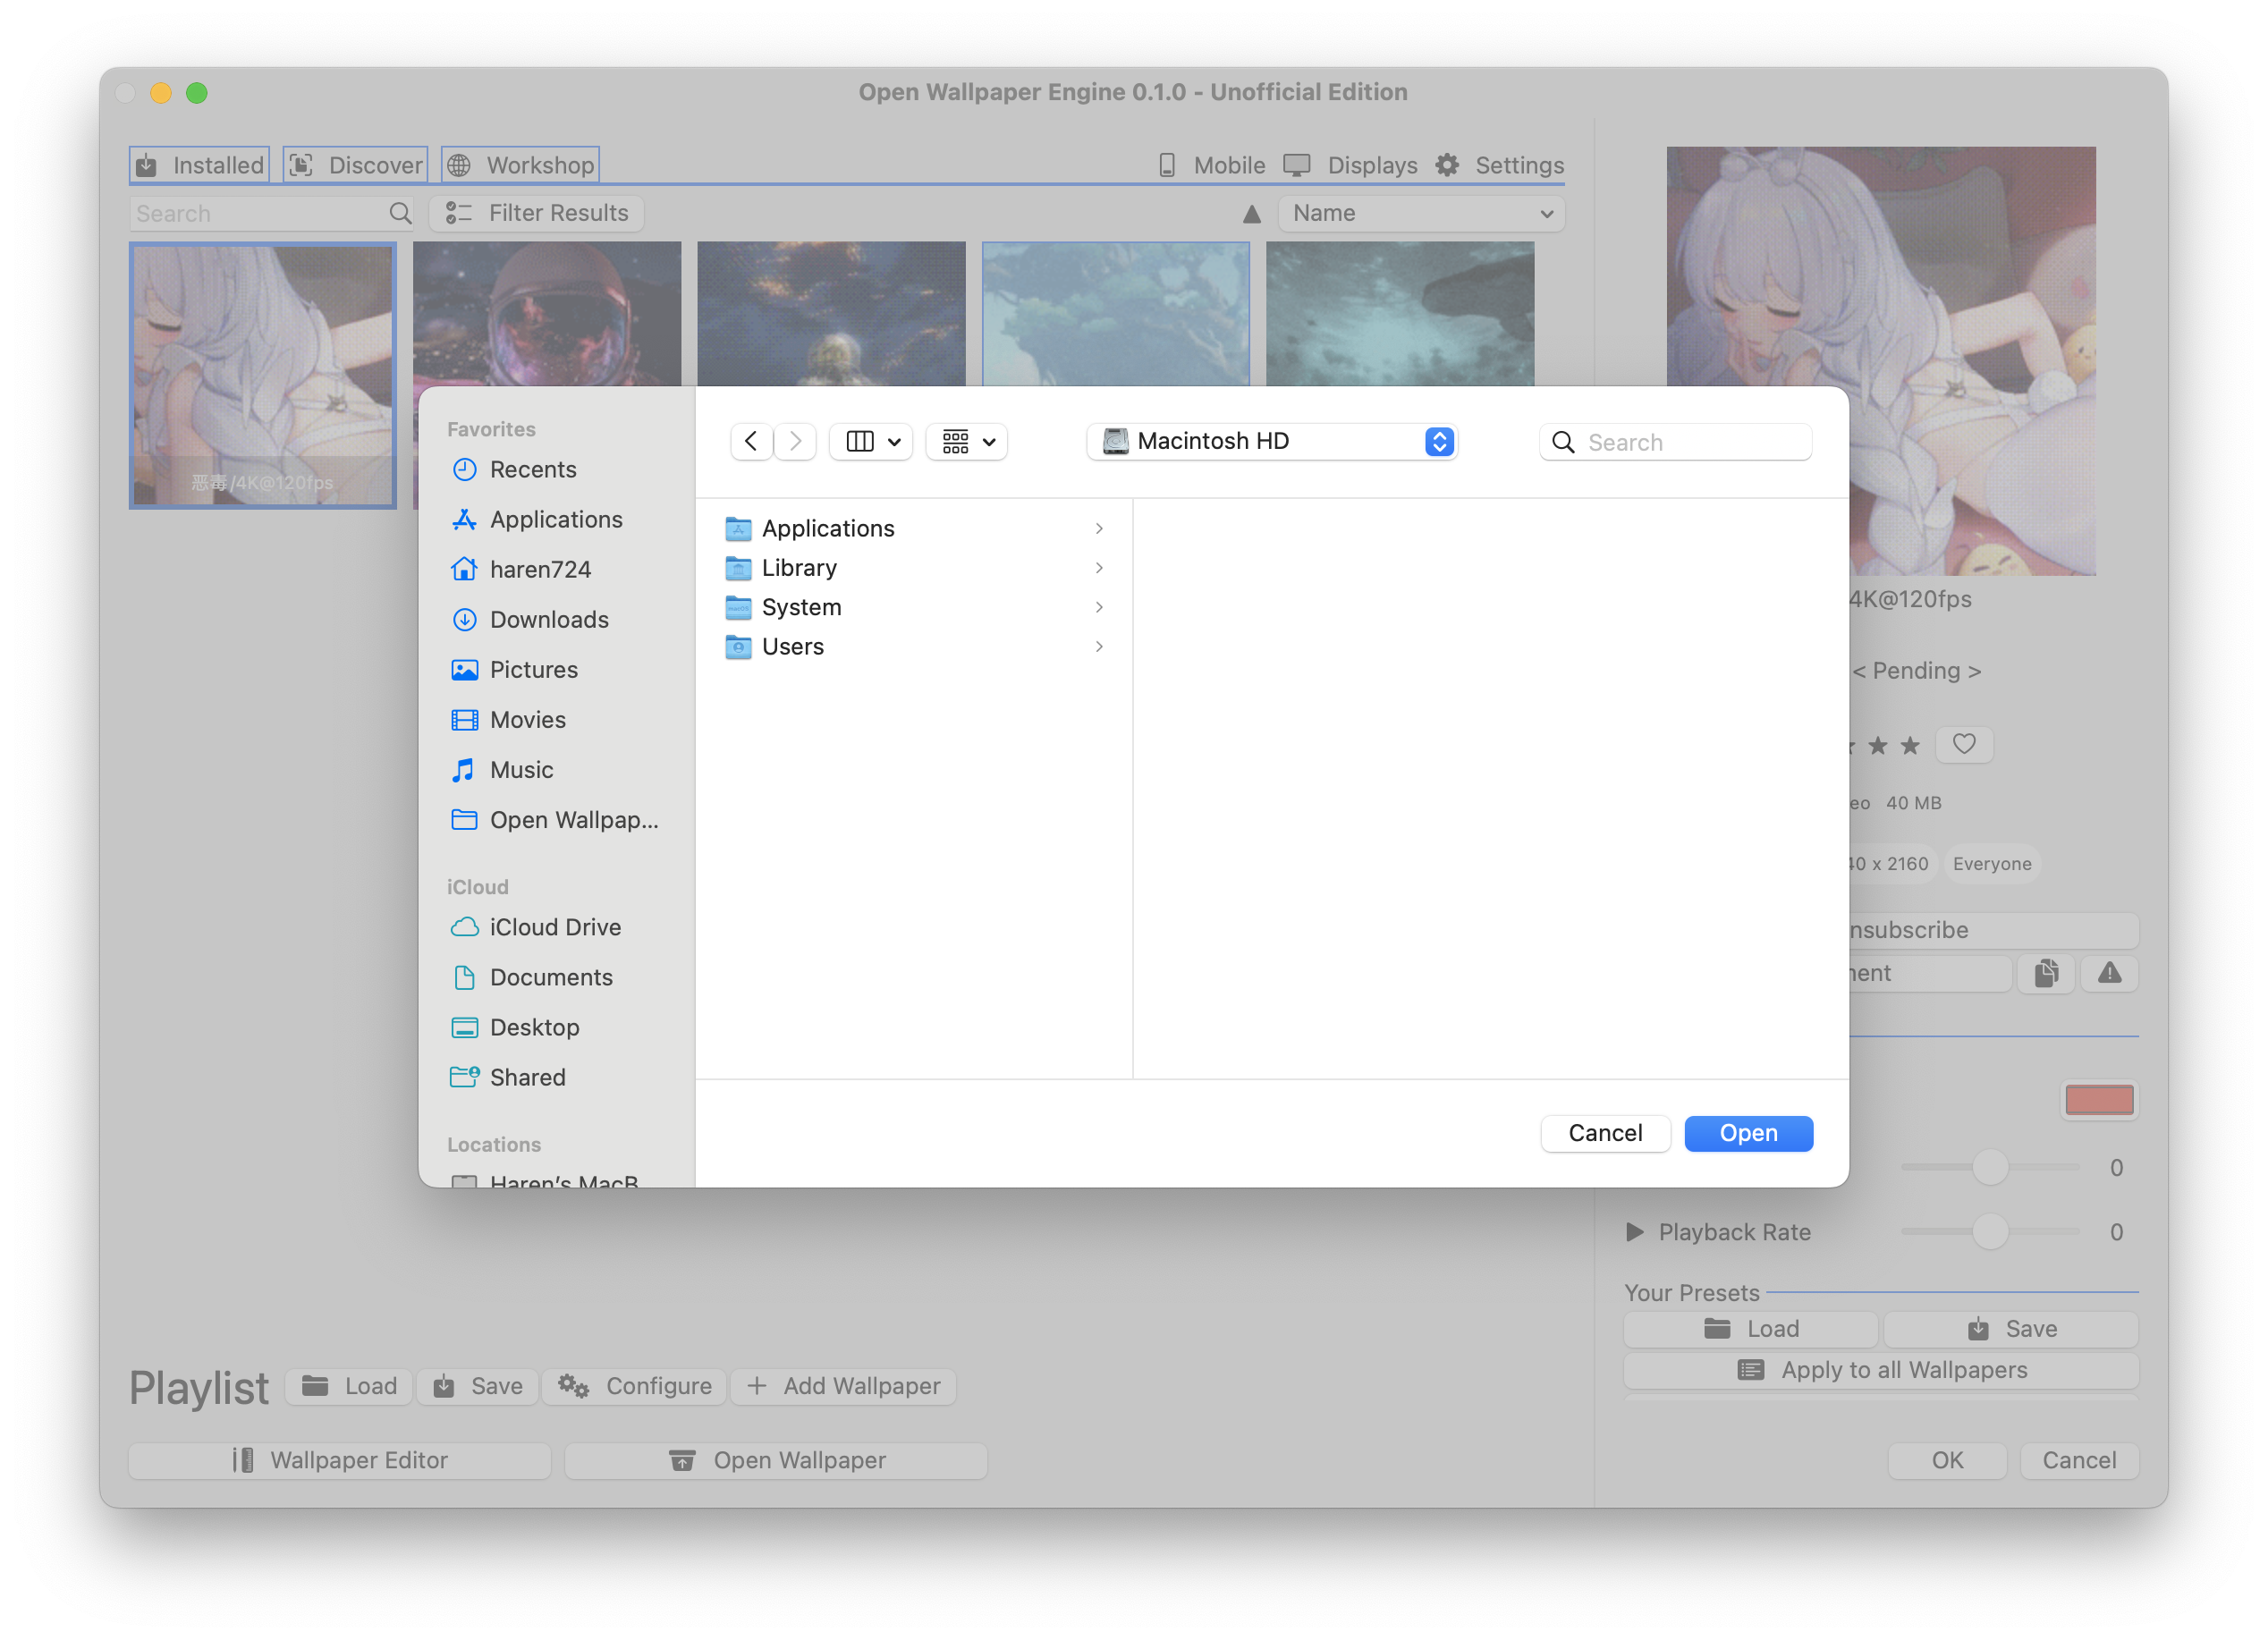 Open Wallpaper Engine 0.1.0 - Unofficial Edition
Installed Discover Workshop
Mobile Displays Settings
Search Filter Results
Name
恶毒/4K@120fps
Favorites
Recents
Applications
haren724
Downloads
Pictures
Movies
Music
Open Wallpap...
iCloud
iCloud Drive
Documents
Desktop
Shared
Locations
Haren's MacB
Macintosh HD
Search
Applications
Library
System
Users
Cancel Open
4K@120fps
< Pending >
eo 40 MB
40 x 2160 Everyone
nsubscribe
ent
0
Playback Rate 0
Your Presets
Load Save
Apply to all Wallpapers
Playlist Load Save Configure + Add Wallpaper
Wallpaper Editor Open Wallpaper
OK Cancel